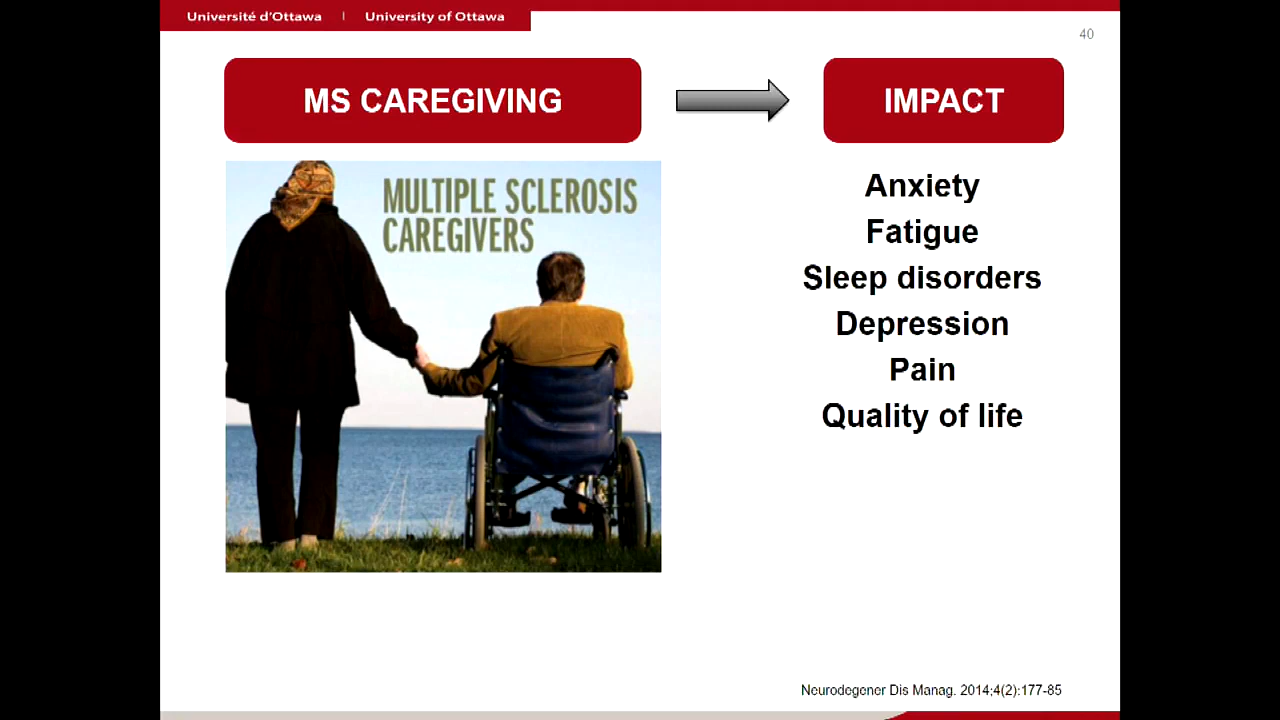 Université d'Ottawa | University of Ottawa
40
MS CAREGIVING
IMPACT
MULTIPLE SCLEROSIS
CAREGIVERS
Anxiety
Fatigue
Sleep disorders
Depression
Pain
Quality of life
Neurodegener Dis Manag. 2014;4(2):177-85